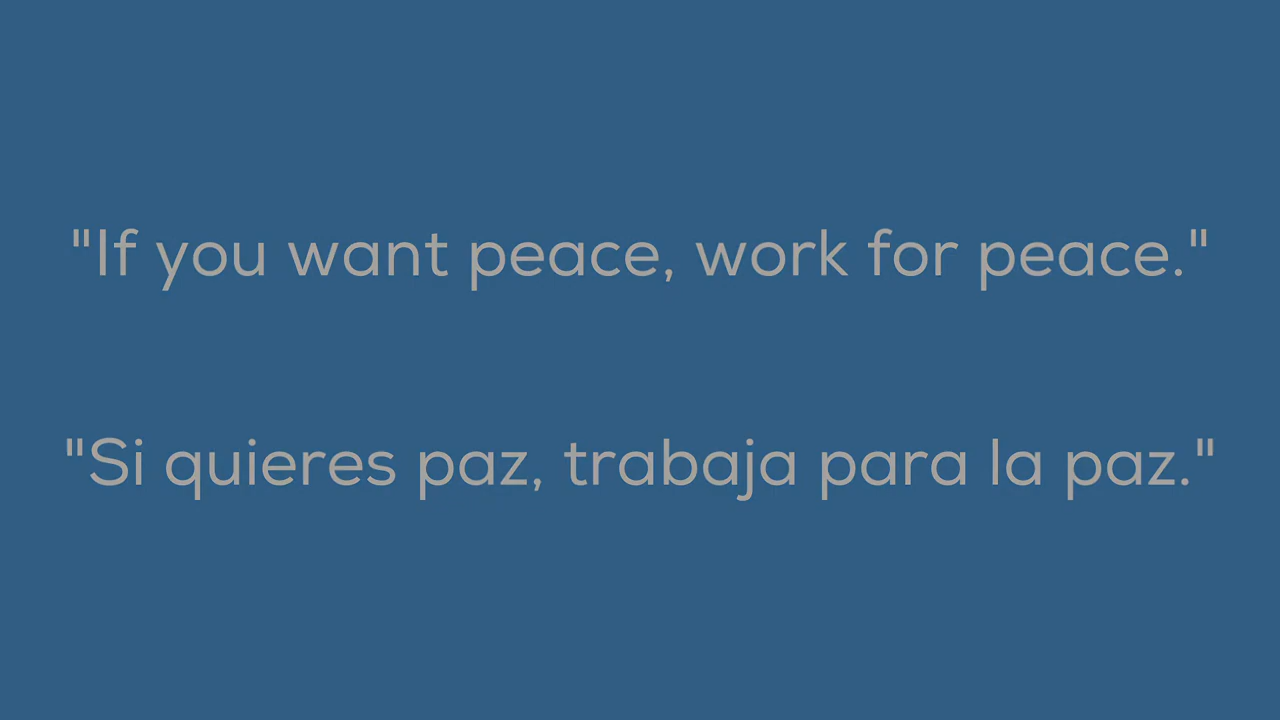 "If you want peace, work for peace."
"Si quieres paz, trabaja para la paz."